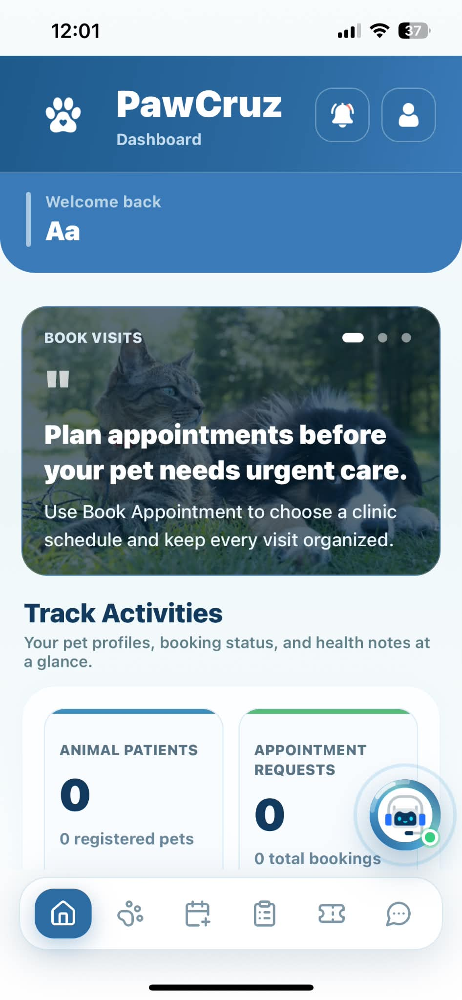 12:01
37
PawCruz
Dashboard
Welcome back
Aa
BOOK VISITS
"
Plan appointments before
your pet needs urgent care.
Use Book Appointment to choose a clinic
schedule and keep every visit organized.
Track Activities
Your pet profiles, booking status, and health notes at
a glance.
ANIMAL PATIENTS
0
0 registered pets
APPOINTMENT
REQUESTS
0
0 total bookings